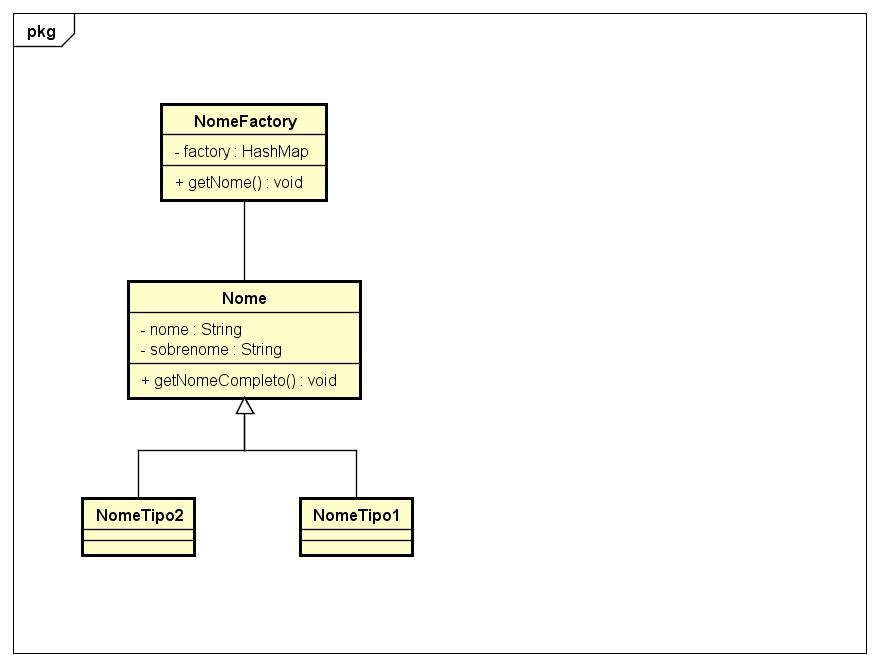 pkg
NomeFactory
- factory : HashMap
+ getNome() : void
Nome
- nome : String
- sobrenome : String
+ getNomeCompleto() : void
NomeTipo2
NomeTipo1